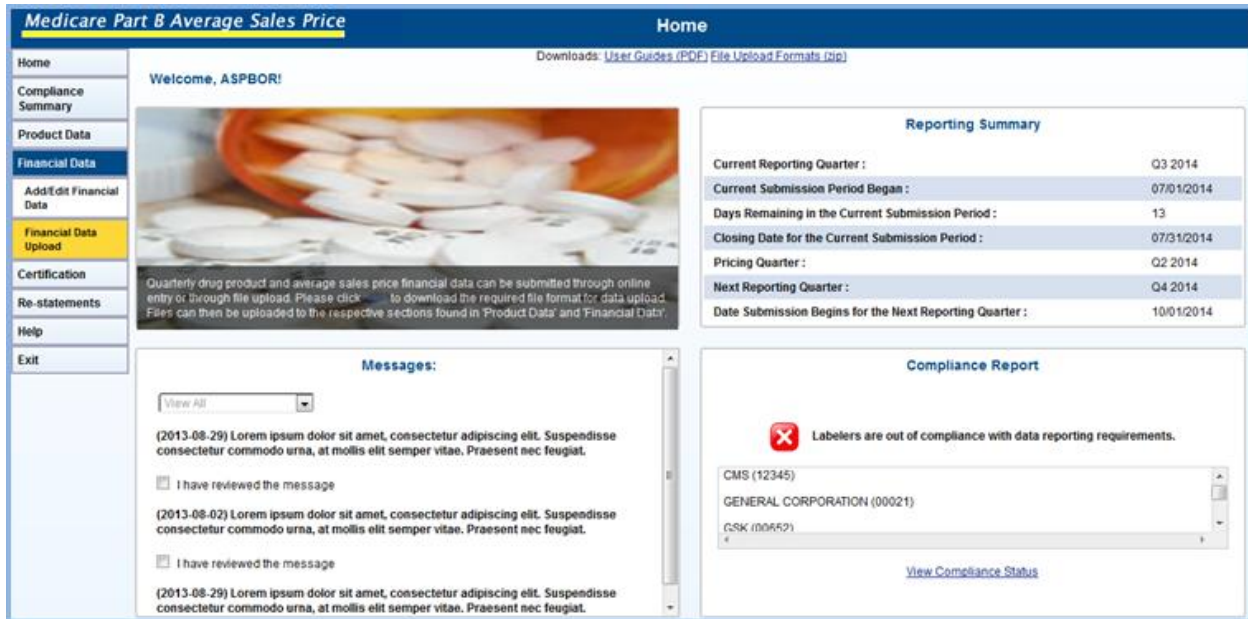 Medicare Part B Average Sales Price
Home
Downloads: User Guides (PDF) File Upload Formats (zip)
Home
Compliance
Summary
Product Data
Financial Data
Add/Edit Financial
Data
Financial Data
Upload
Certification
Re-statements
Help
Exit
Welcome, ASPBOR!
Quarterly drug product and average sales price financial data can be submitted through online
entry or through file upload. Please click to download the required file format for data upload.
Files can then be uploaded to the respective sections found in 'Product Data' and 'Financial Data'.
Reporting Summary
Current Reporting Quarter : Q3 2014
Current Submission Period Began : 07/01/2014
Days Remaining in the Current Submission Period : 13
Closing Date for the Current Submission Period : 07/31/2014
Pricing Quarter : Q2 2014
Next Reporting Quarter : Q4 2014
Date Submission Begins for the Next Reporting Quarter : 10/01/2014
Messages:
View All
(2013-08-29) Lorem ipsum dolor sit amet, consectetur adipiscing elit. Suspendisse
consectetur commodo urna, at mollis elit semper vitae. Praesent nec feugiat.
I have reviewed the message
(2013-08-02) Lorem ipsum dolor sit amet, consectetur adipiscing elit. Suspendisse
consectetur commodo urna, at mollis elit semper vitae. Praesent nec feugiat.
I have reviewed the message
(2013-08-29) Lorem ipsum dolor sit amet, consectetur adipiscing elit. Suspendisse
consectetur commodo urna, at mollis elit semper vitae. Praesent nec feugiat.
Compliance Report
Labelers are out of compliance with data reporting requirements.
CMS (12345)
GENERAL CORPORATION (00021)
GSK (00652)
View Compliance Status